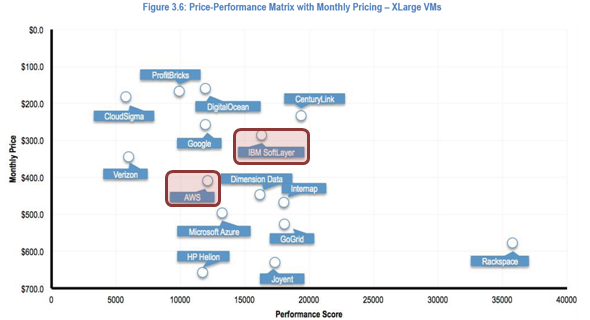 Figure 3.6: Price-Performance Matrix with Monthly Pricing – XLarge VMs
$0.0
$100.0
$200.0
$300.0
$400.0
$500.0
$600.0
$700.0
Monthly Price
ProfitBricks
CenturyLink
DigitalOcean
CloudSigma
Google
IBM SoftLayer
Verizon
Dimension Data
Internap
AWS
Microsoft Azure
GoGrid
HP Helion
Rackspace
Joyent
0 5000 10000 15000 20000 25000 30000 35000 40000
Performance Score